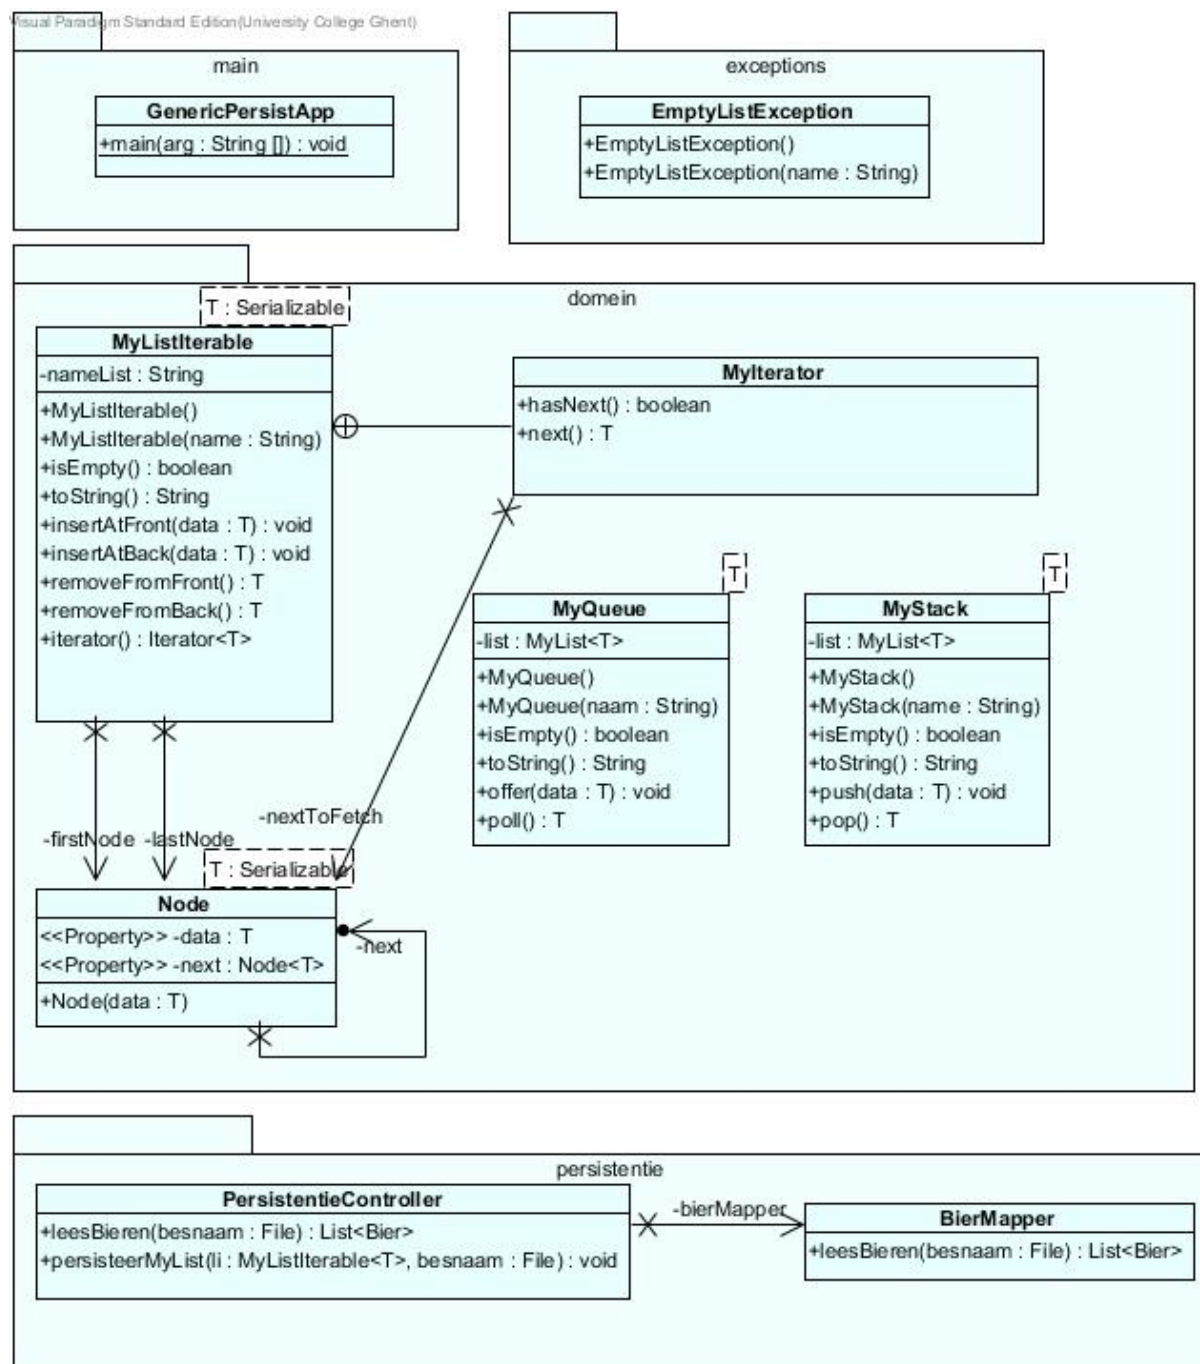 Visual Paradigm Standard Edition(University College Ghent)
main
GenericPersistApp
+main(arg : String []) : void
exceptions
EmptyListException
+EmptyListException()
+EmptyListException(name : String)
domein
T : Serializable
MyListIterable
-nameList : String
+MyListIterable()
+MyListIterable(name : String)
+isEmpty() : boolean
+toString() : String
+insertAtFront(data : T) : void
+insertAtBack(data : T) : void
+removeFromFront() : T
+removeFromBack() : T
+iterator() : Iterator<T>
MyIterator
+hasNext() : boolean
+next() : T
T
MyQueue
-list : MyList<T>
+MyQueue()
+MyQueue(naam : String)
+isEmpty() : boolean
+toString() : String
+offer(data : T) : void
+poll() : T
T
MyStack
-list : MyList<T>
+MyStack()
+MyStack(name : String)
+isEmpty() : boolean
+toString() : String
+push(data : T) : void
+pop() : T
-nextToFetch
-firstNode
-lastNode
T : Serializable
Node
<<Property>> -data : T
<<Property>> -next : Node<T>
+Node(data : T)
-next
persistentie
PersistentieController
+leesBieren(besnaam : File) : List<Bier>
+persisteerMyList(li : MyListIterable<T>, besnaam : File) : void
-bierMapper
BierMapper
+leesBieren(besnaam : File) : List<Bier>